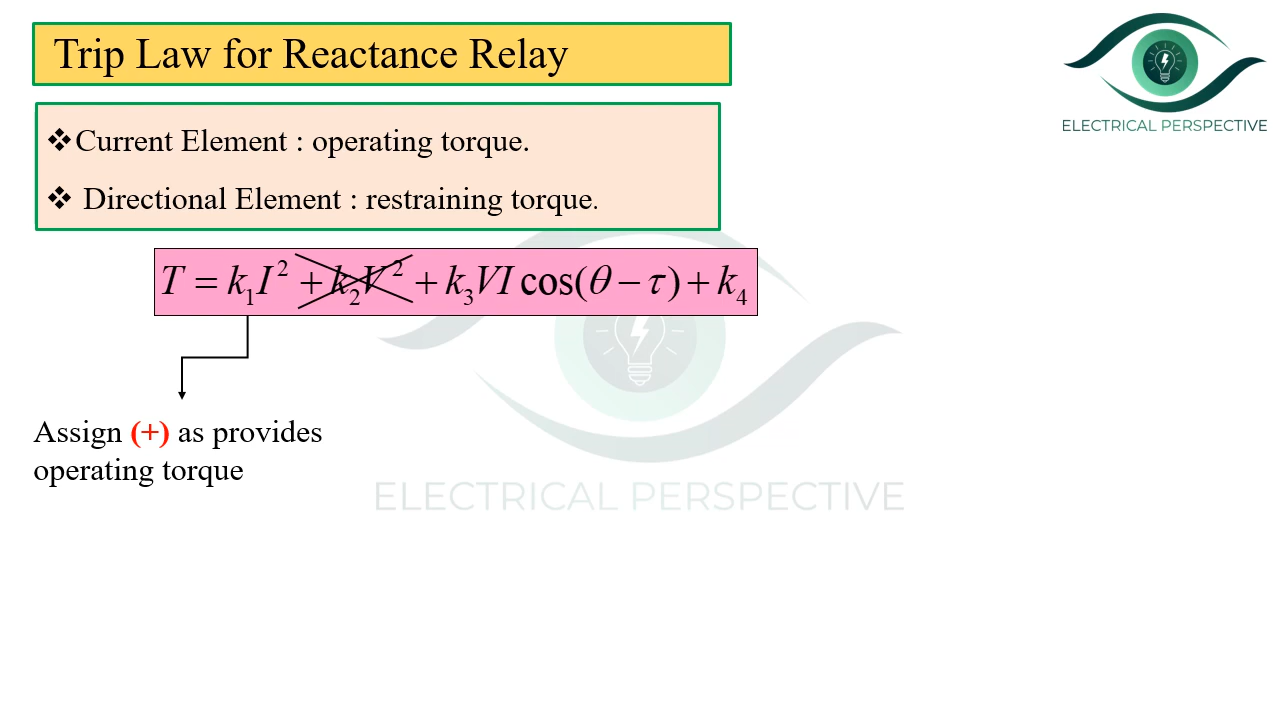 Trip Law for Reactance Relay
ELECTRICAL PERSPECTIVE
❖Current Element : operating torque.
❖ Directional Element : restraining torque.
T = k₁I² + k₂V² + k₃VI cos(θ − τ) + k₄
Assign (+) as provides
operating torque
ELECTRICAL PERSPECTIVE